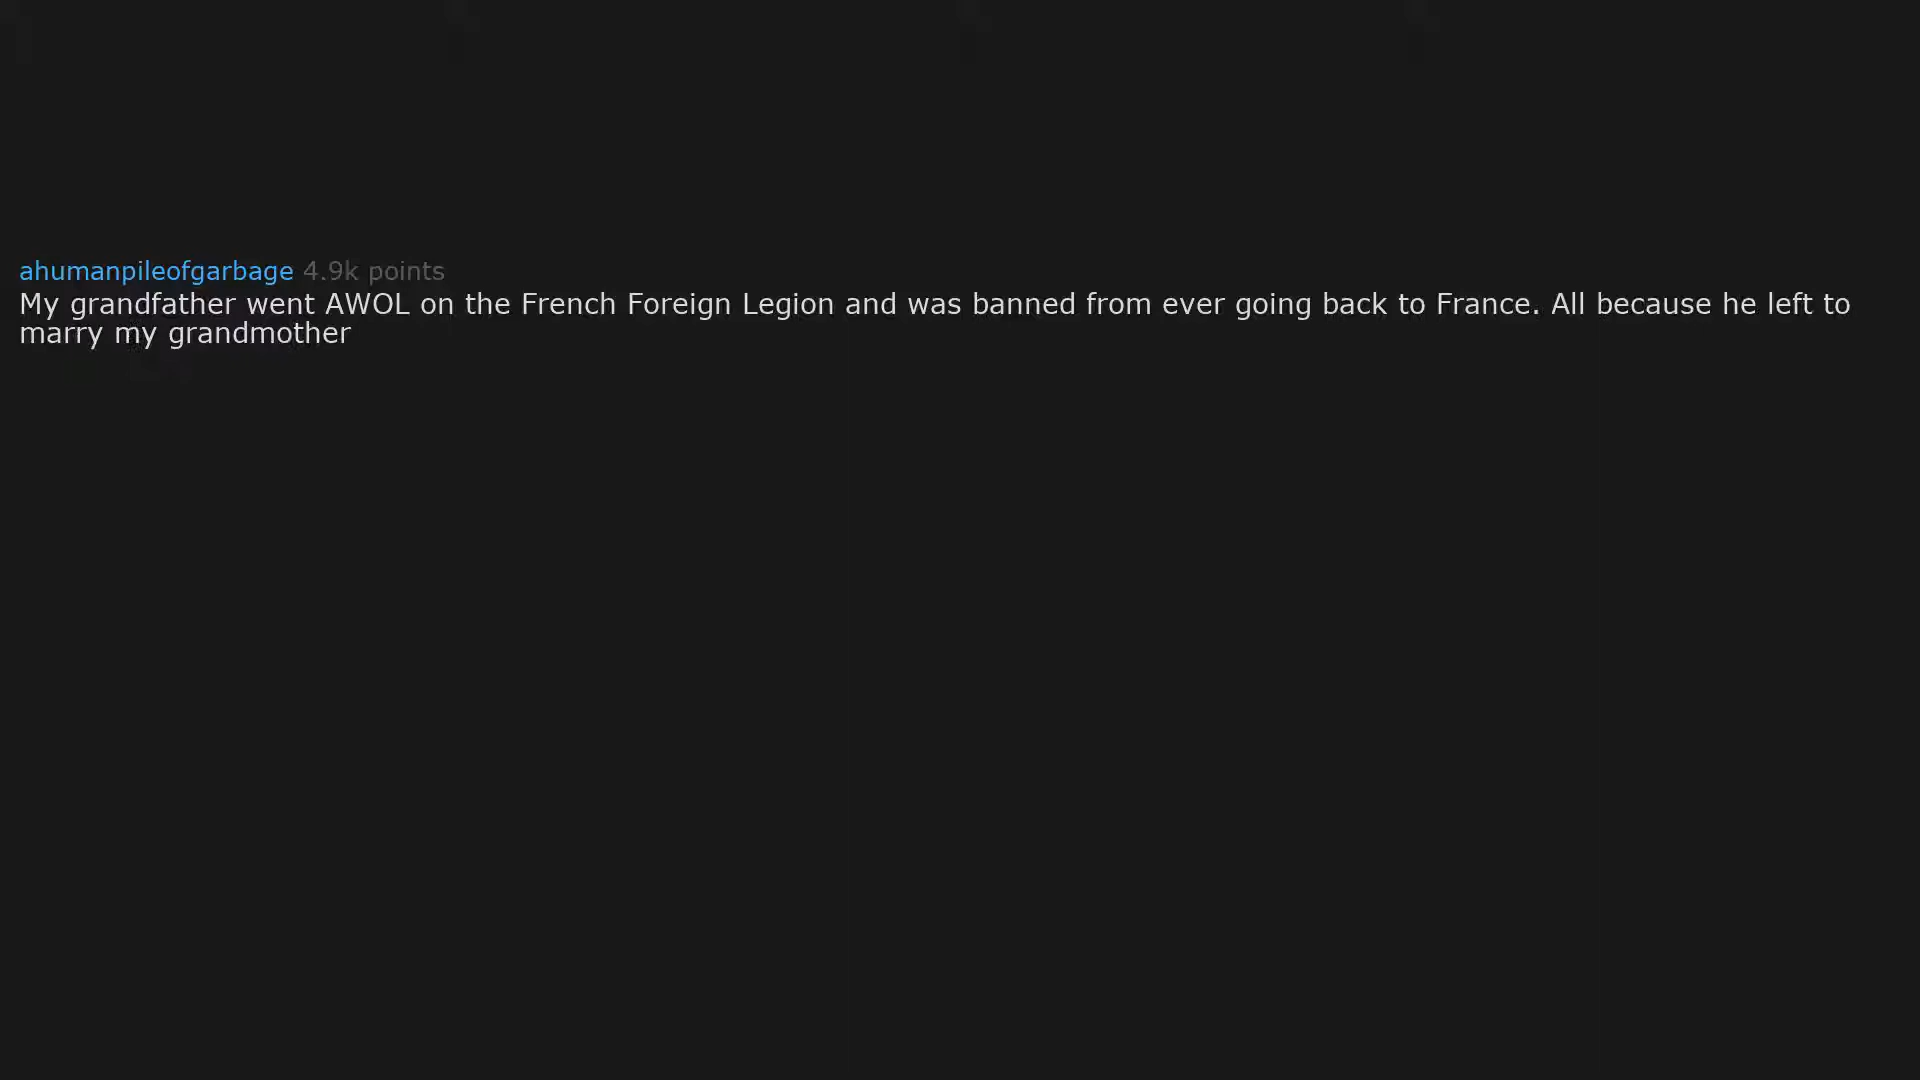 ahumanpileofgarbage 4.9k points
My grandfather went AWOL on the French Foreign Legion and was banned from ever going back to France. All because he left to
marry my grandmother